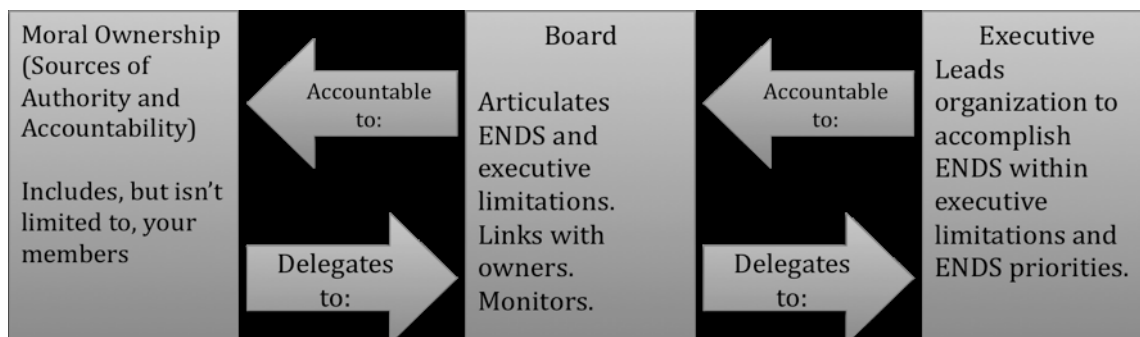 Moral Ownership
(Sources of
Authority and
Accountability)
Includes, but isn't
limited to, your
members
Accountable
to:
Delegates
to:
Board
Articulates
ENDS and
executive
limitations.
Links with
owners.
Monitors.
Accountable
to:
Delegates
to:
Executive
Leads
organization to
accomplish
ENDS within
executive
limitations and
ENDS priorities.